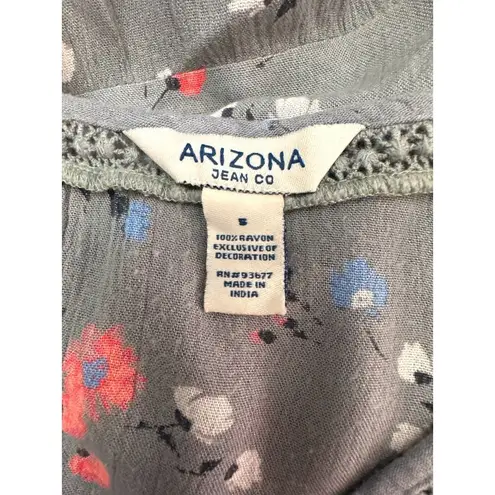 ARIZONA
JEAN CO
S
100% RAYON
EXCLUSIVE OF
DECORATION
RN#93677
MADE IN
INDIA